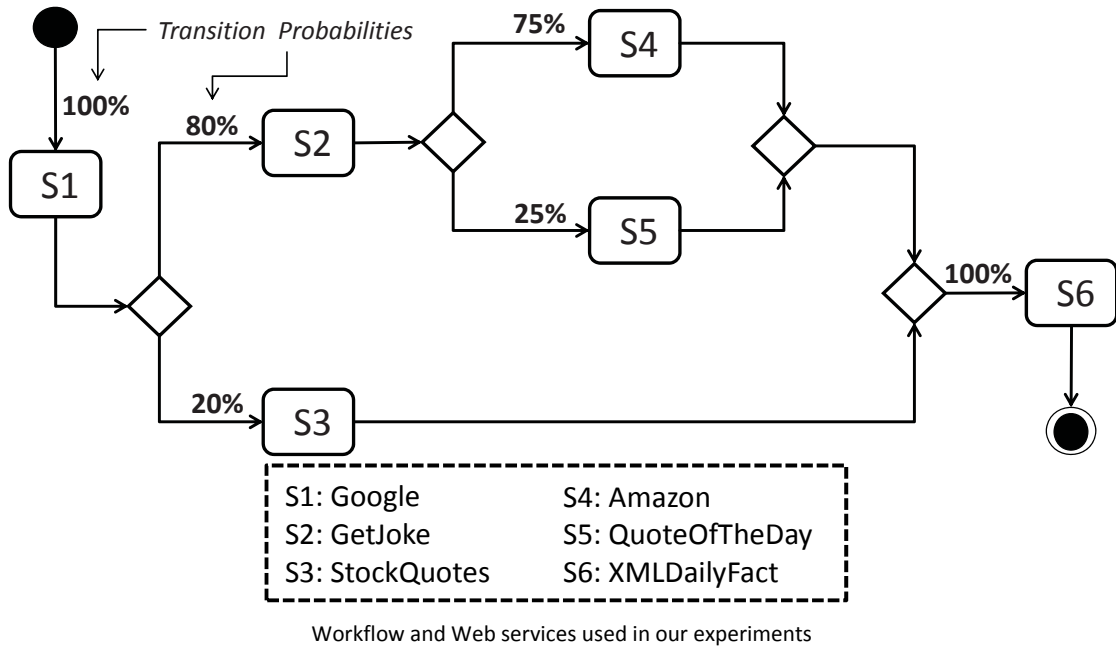 Transition Probabilities
75%
S4
100%
80%
S2
S1
25%
S5
100%
S6
20%
S3
S1: Google
S4: Amazon
S2: GetJoke
S5: QuoteOfTheDay
S3: StockQuotes
S6: XMLDailyFact
Workflow and Web services used in our experiments